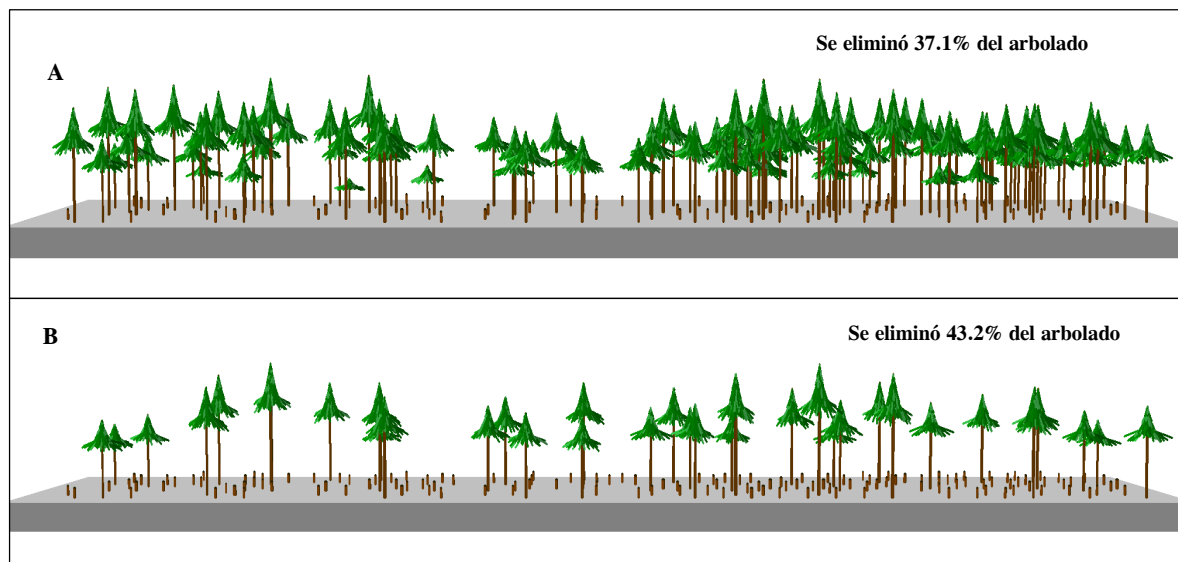 Se eliminó 37.1% del arbolado
A
Se eliminó 43.2% del arbolado
B